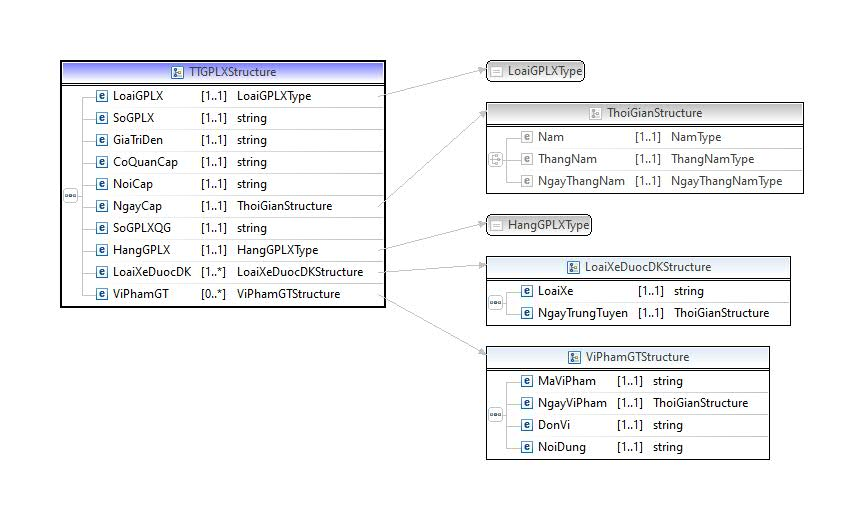 TTGPLXStructure
LoaiGPLX [1..1] LoaiGPLXType
SoGPLX [1..1] string
GiaTriDen [1..1] string
CoQuanCap [1..1] string
NoiCap [1..1] string
NgayCap [1..1] ThoiGianStructure
SoGPLXQG [1..1] string
HangGPLX [1..1] HangGPLXType
LoaiXeDuocDK [1..*] LoaiXeDuocDKStructure
ViPhamGT [0..*] ViPhamGTStructure
LoaiGPLXType
ThoiGianStructure
Nam [1..1] NamType
ThangNam [1..1] ThangNamType
NgayThangNam [1..1] NgayThangNamType
HangGPLXType
LoaiXeDuocDKStructure
LoaiXe [1..1] string
NgayTrungTuyen [1..1] ThoiGianStructure
ViPhamGTStructure
MaViPham [1..1] string
NgayViPham [1..1] ThoiGianStructure
DonVi [1..1] string
NoiDung [1..1] string